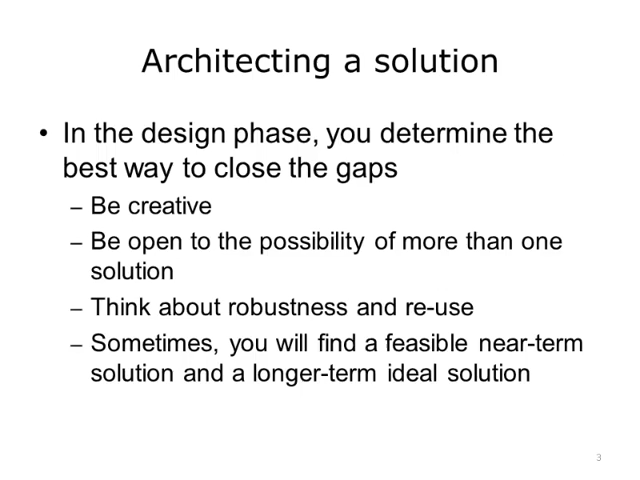 Architecting a solution
• In the design phase, you determine the
best way to close the gaps
– Be creative
– Be open to the possibility of more than one
solution
– Think about robustness and re-use
– Sometimes, you will find a feasible near-term
solution and a longer-term ideal solution
3